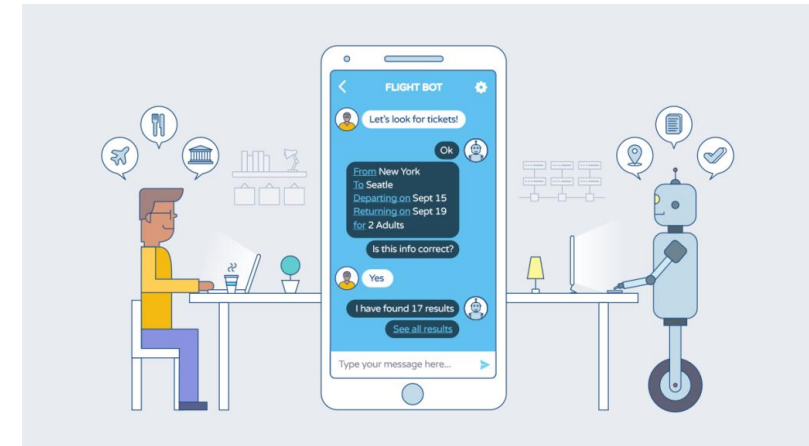 FLIGHT BOT
Let's look for tickets!
Ok
From New York
To Seatle
Departing on Sept 15
Returning on Sept 19
for 2 Adults
Is this info correct?
Yes
I have found 17 results
See all results
Type your message here...